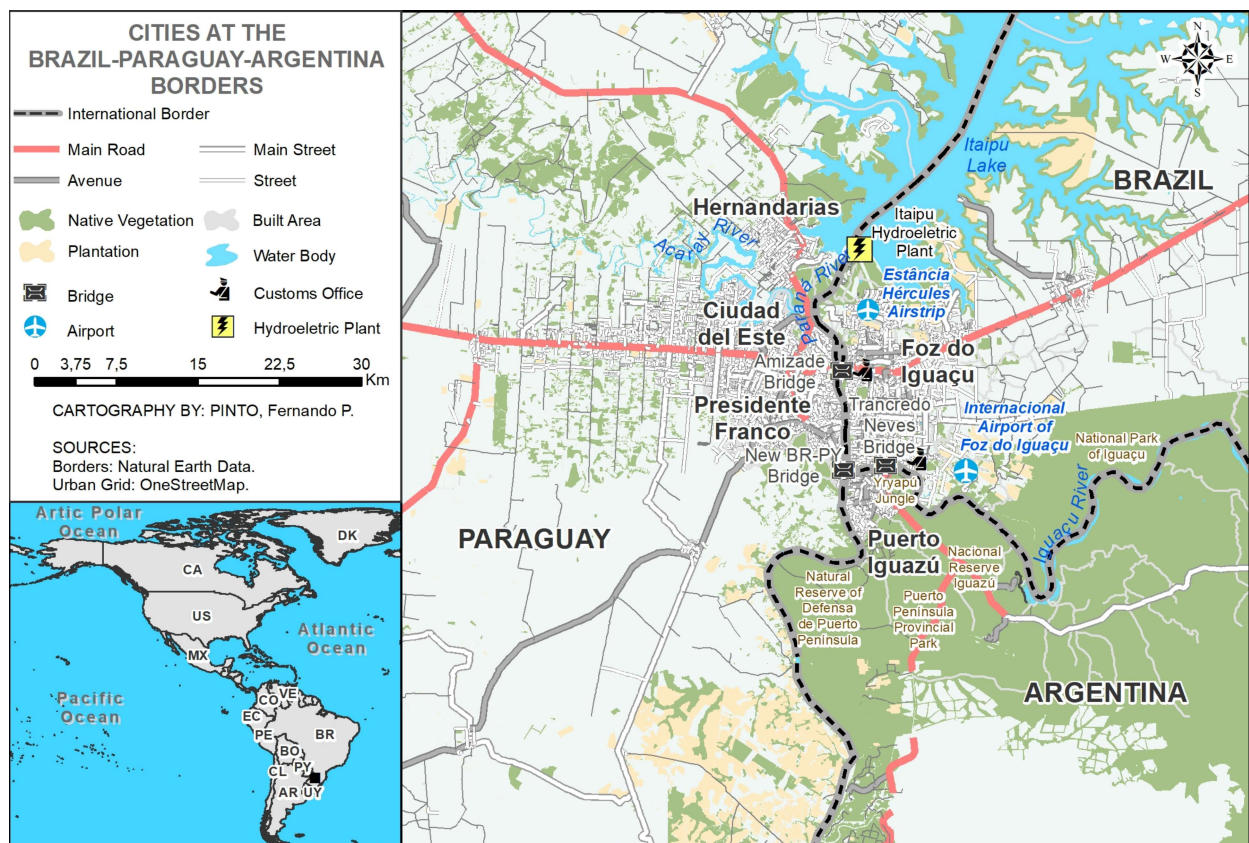 CITIES AT THE
BRAZIL-PARAGUAY-ARGENTINA
BORDERS
International Border
Main Road
Main Street
Avenue
Street
Native Vegetation
Built Area
Plantation
Water Body
Bridge
Customs Office
Airport
Hydroeletric Plant
0 3,75 7,5 15 22,5 30
Km
CARTOGRAPHY BY: PINTO, Fernando P.
SOURCES:
Borders: Natural Earth Data.
Urban Grid: OneStreetMap.
Artic Polar
Ocean
DK
CA
US
Atlantic
Ocean
MX
Pacific
Ocean
VE
CO
EC
BR
PE
BO
PY
CL
AR
UY
N
W
E
S
Itaipu
Lake
BRAZIL
Hernandarias
Acaray River
Itaipu
Hydroeletric
Plant
Paraná River
Estância
Hércules
Airstrip
Ciudad
del Este
Foz do
Iguaçu
Amizade
Bridge
Presidente
Franco
Trancredo
Neves
Bridge
Internacional
Airport of
Foz do Iguaçu
New BR-PY
Bridge
National Park
of Iguaçu
Yryapú
Jungle
Iguaçu River
PARAGUAY
Puerto
Iguazú
Nacional
Reserve
Iguazú
Natural
Reserve of
Defensa
de Puerto
Península
Puerto
Península
Provincial
Park
ARGENTINA